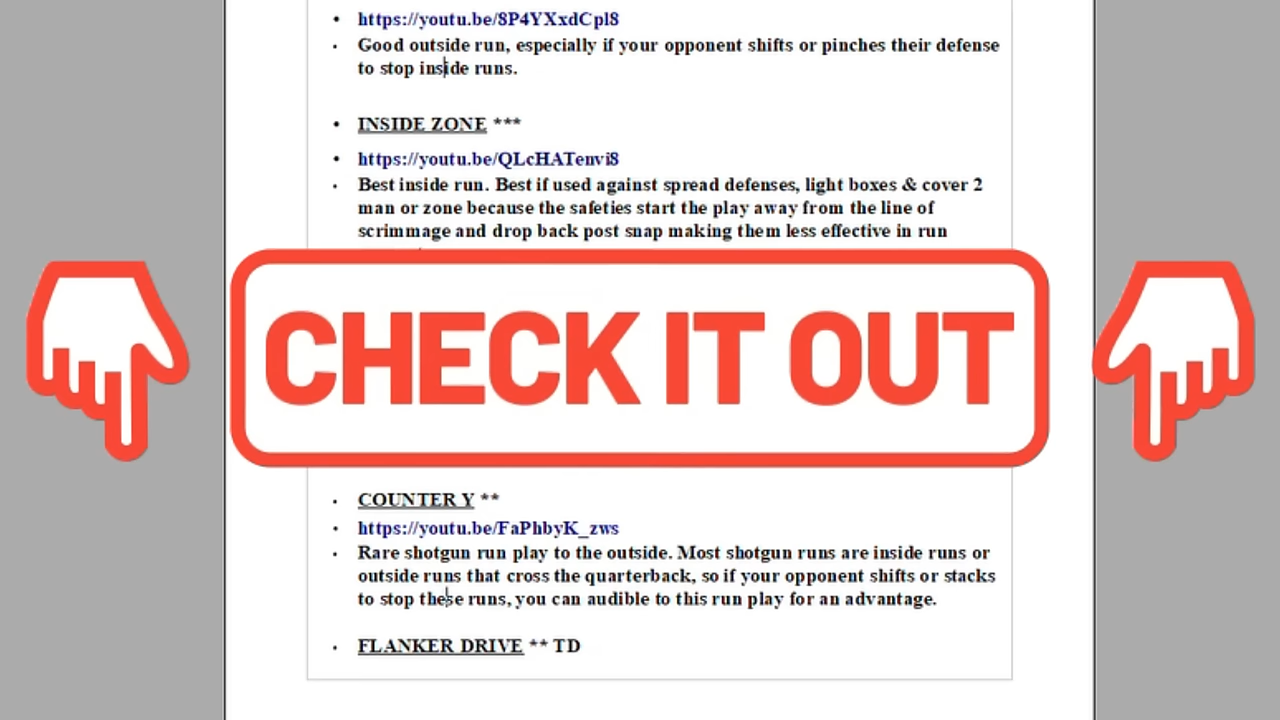 https://youtu.be/8P4YXxdCpl8
Good outside run, especially if your opponent shifts or pinches their defense
to stop inside runs.
INSIDE ZONE ***
https://youtu.be/QLcHATenvi8
Best inside run. Best if used against spread defenses, light boxes & cover 2
man or zone because the safeties start the play away from the line of
scrimmage and drop back post snap making them less effective in run
CHECK IT OUT
COUNTER Y **
https://youtu.be/FaPhbyK_zws
Rare shotgun run play to the outside. Most shotgun runs are inside runs or
outside runs that cross the quarterback, so if your opponent shifts or stacks
to stop these runs, you can audible to this run play for an advantage.
FLANKER DRIVE ** TD